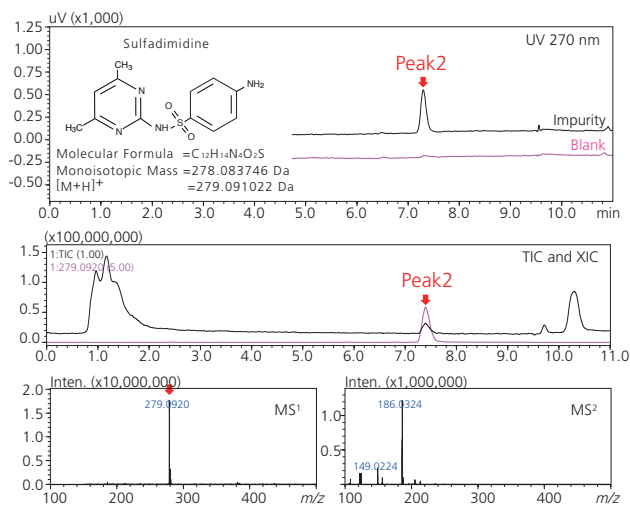 uV (x1,000)
1.25
1.00
0.75
0.50
0.25
0.00
-0.25
-0.50
Sulfadimidine
CH₃
N
NH₂
O
H₃C
N
NH
S
O
Molecular Formula =C₁₂H₁₄N₄O₂S
Monoisotopic Mass =278.083746 Da
[M+H]⁺ =279.091022 Da
UV 270 nm
Peak2
Impurity
Blank
0.0 1.0 2.0 3.0 4.0 5.0 6.0 7.0 8.0 9.0 10.0 min
(x100,000,000)
1.5
1.0
0.5
0.0
1:TIC (1.00)
1:279.0920 (5.00)
TIC and XIC
Peak2
0.0 1.0 2.0 3.0 4.0 5.0 6.0 7.0 8.0 9.0 10.0 11.0
Inten. (x10,000,000)
2.0
1.5
1.0
0.5
0.0
279.0920
MS¹
100 200 300 400 m/z
Inten. (x1,000,000)
1.0
0.5
186.0324
149.0224
MS²
100 200 300 400 m/z